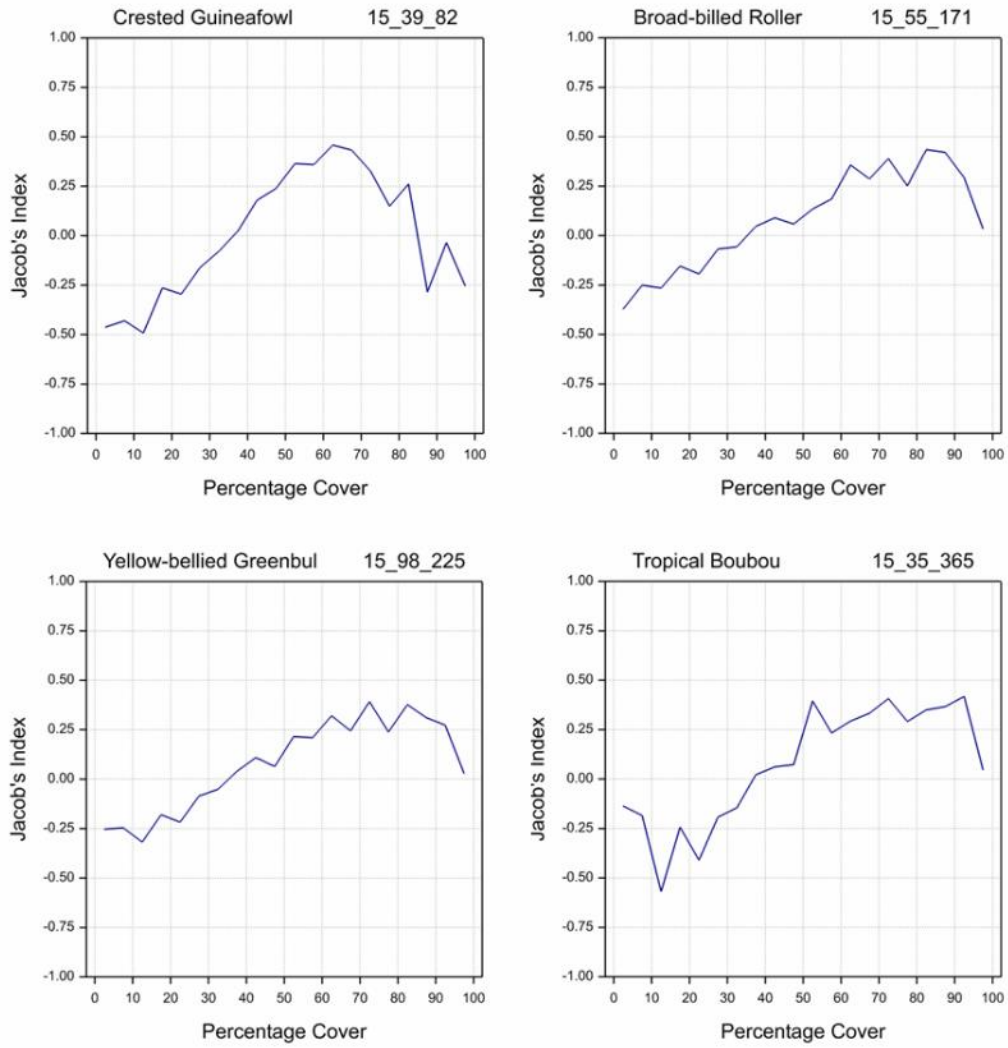 Crested Guineafowl 15_39_82
1.00
0.75
0.50
0.25
0.00
-0.25
-0.50
-0.75
-1.00
Jacob's Index
0 10 20 30 40 50 60 70 80 90 100
Percentage Cover
Broad-billed Roller 15_55_171
1.00
0.75
0.50
0.25
0.00
-0.25
-0.50
-0.75
-1.00
Jacob's Index
0 10 20 30 40 50 60 70 80 90 100
Percentage Cover
Yellow-bellied Greenbul 15_98_225
1.00
0.75
0.50
0.25
0.00
-0.25
-0.50
-0.75
-1.00
Jacob's Index
0 10 20 30 40 50 60 70 80 90 100
Percentage Cover
Tropical Boubou 15_35_365
1.00
0.75
0.50
0.25
0.00
-0.25
-0.50
-0.75
-1.00
Jacob's Index
0 10 20 30 40 50 60 70 80 90 100
Percentage Cover